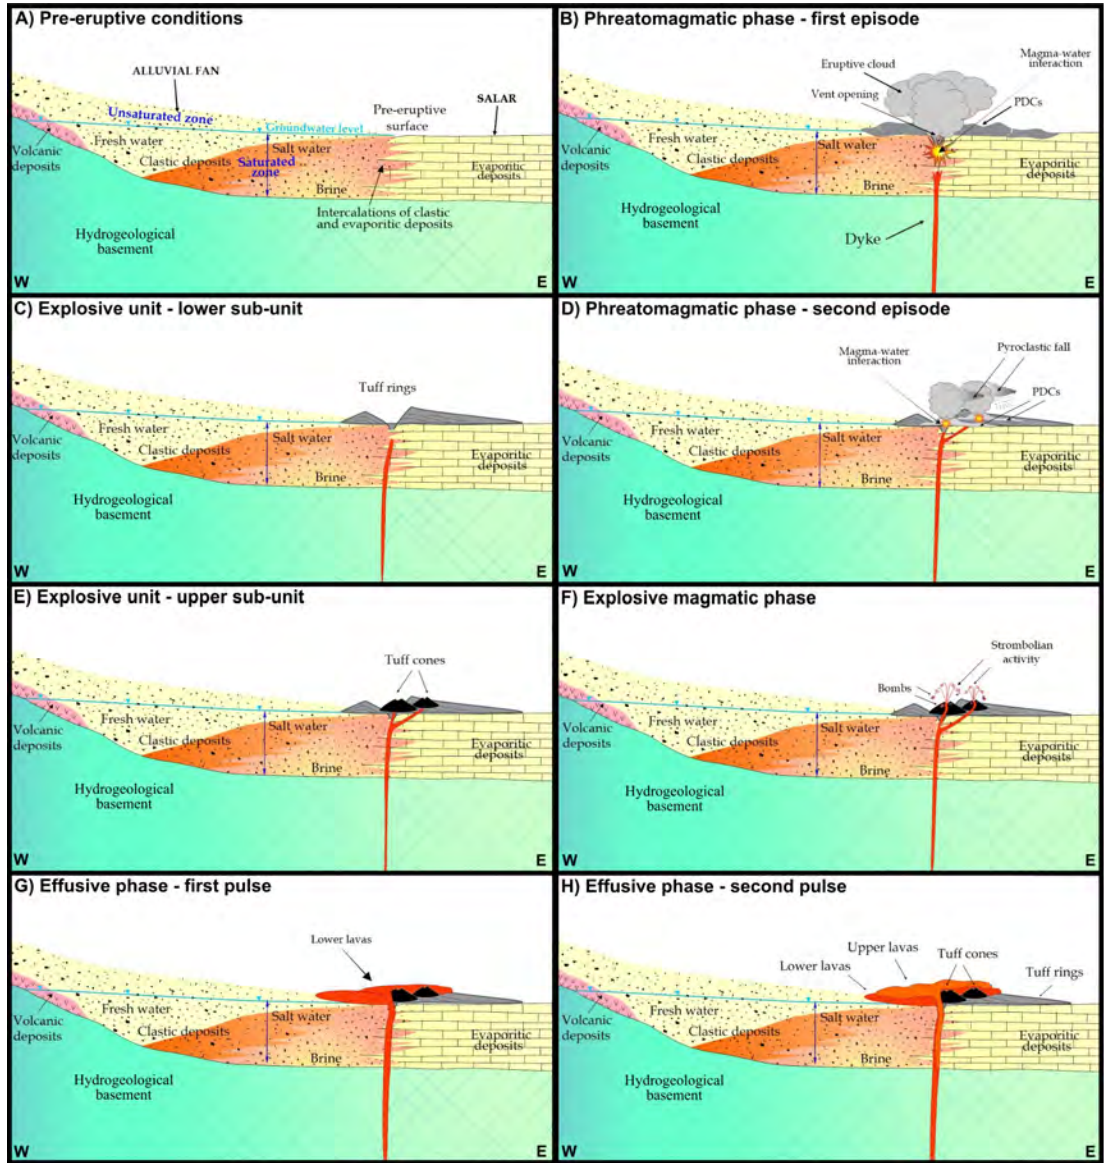 A) Pre-eruptive conditions
ALLUVIAL FAN
SALAR
Unsaturated zone
Pre-eruptive
surface
Groundwater level
Volcanic
deposits
Fresh water
Salt water
Clastic deposits
Saturated
zone
Evaporitic
deposits
Brine
Intercalations of clastic
and evaporitic deposits
Hydrogeological
basement
W
E
B) Phreatomagmatic phase - first episode
Magma-water
interaction
Eruptive cloud
Vent opening
PDCs
Volcanic
deposits
Fresh water
Salt water
Clastic deposits
Evaporitic
deposits
Brine
Hydrogeological
basement
Dyke
W
E
C) Explosive unit - lower sub-unit
Tuff rings
Volcanic
deposits
Fresh water
Salt water
Clastic deposits
Evaporitic
deposits
Brine
Hydrogeological
basement
W
E
D) Phreatomagmatic phase - second episode
Magma-water
interaction
Pyroclastic fall
PDCs
Volcanic
deposits
Fresh water
Salt water
Clastic deposits
Evaporitic
deposits
Brine
Hydrogeological
basement
W
E
E) Explosive unit - upper sub-unit
Tuff cones
Volcanic
deposits
Fresh water
Salt water
Clastic deposits
Evaporitic
deposits
Brine
Hydrogeological
basement
W
E
F) Explosive magmatic phase
Strombolian
activity
Bombs
Volcanic
deposits
Fresh water
Salt water
Clastic deposits
Evaporitic
deposits
Brine
Hydrogeological
basement
W
E
G) Effusive phase - first pulse
Lower lavas
Volcanic
deposits
Fresh water
Salt water
Clastic deposits
Evaporitic
deposits
Brine
Hydrogeological
basement
W
E
H) Effusive phase - second pulse
Upper lavas
Tuff cones
Lower lavas
Tuff rings
Volcanic
deposits
Fresh water
Salt water
Clastic deposits
Evaporitic
deposits
Brine
Hydrogeological
basement
W
E